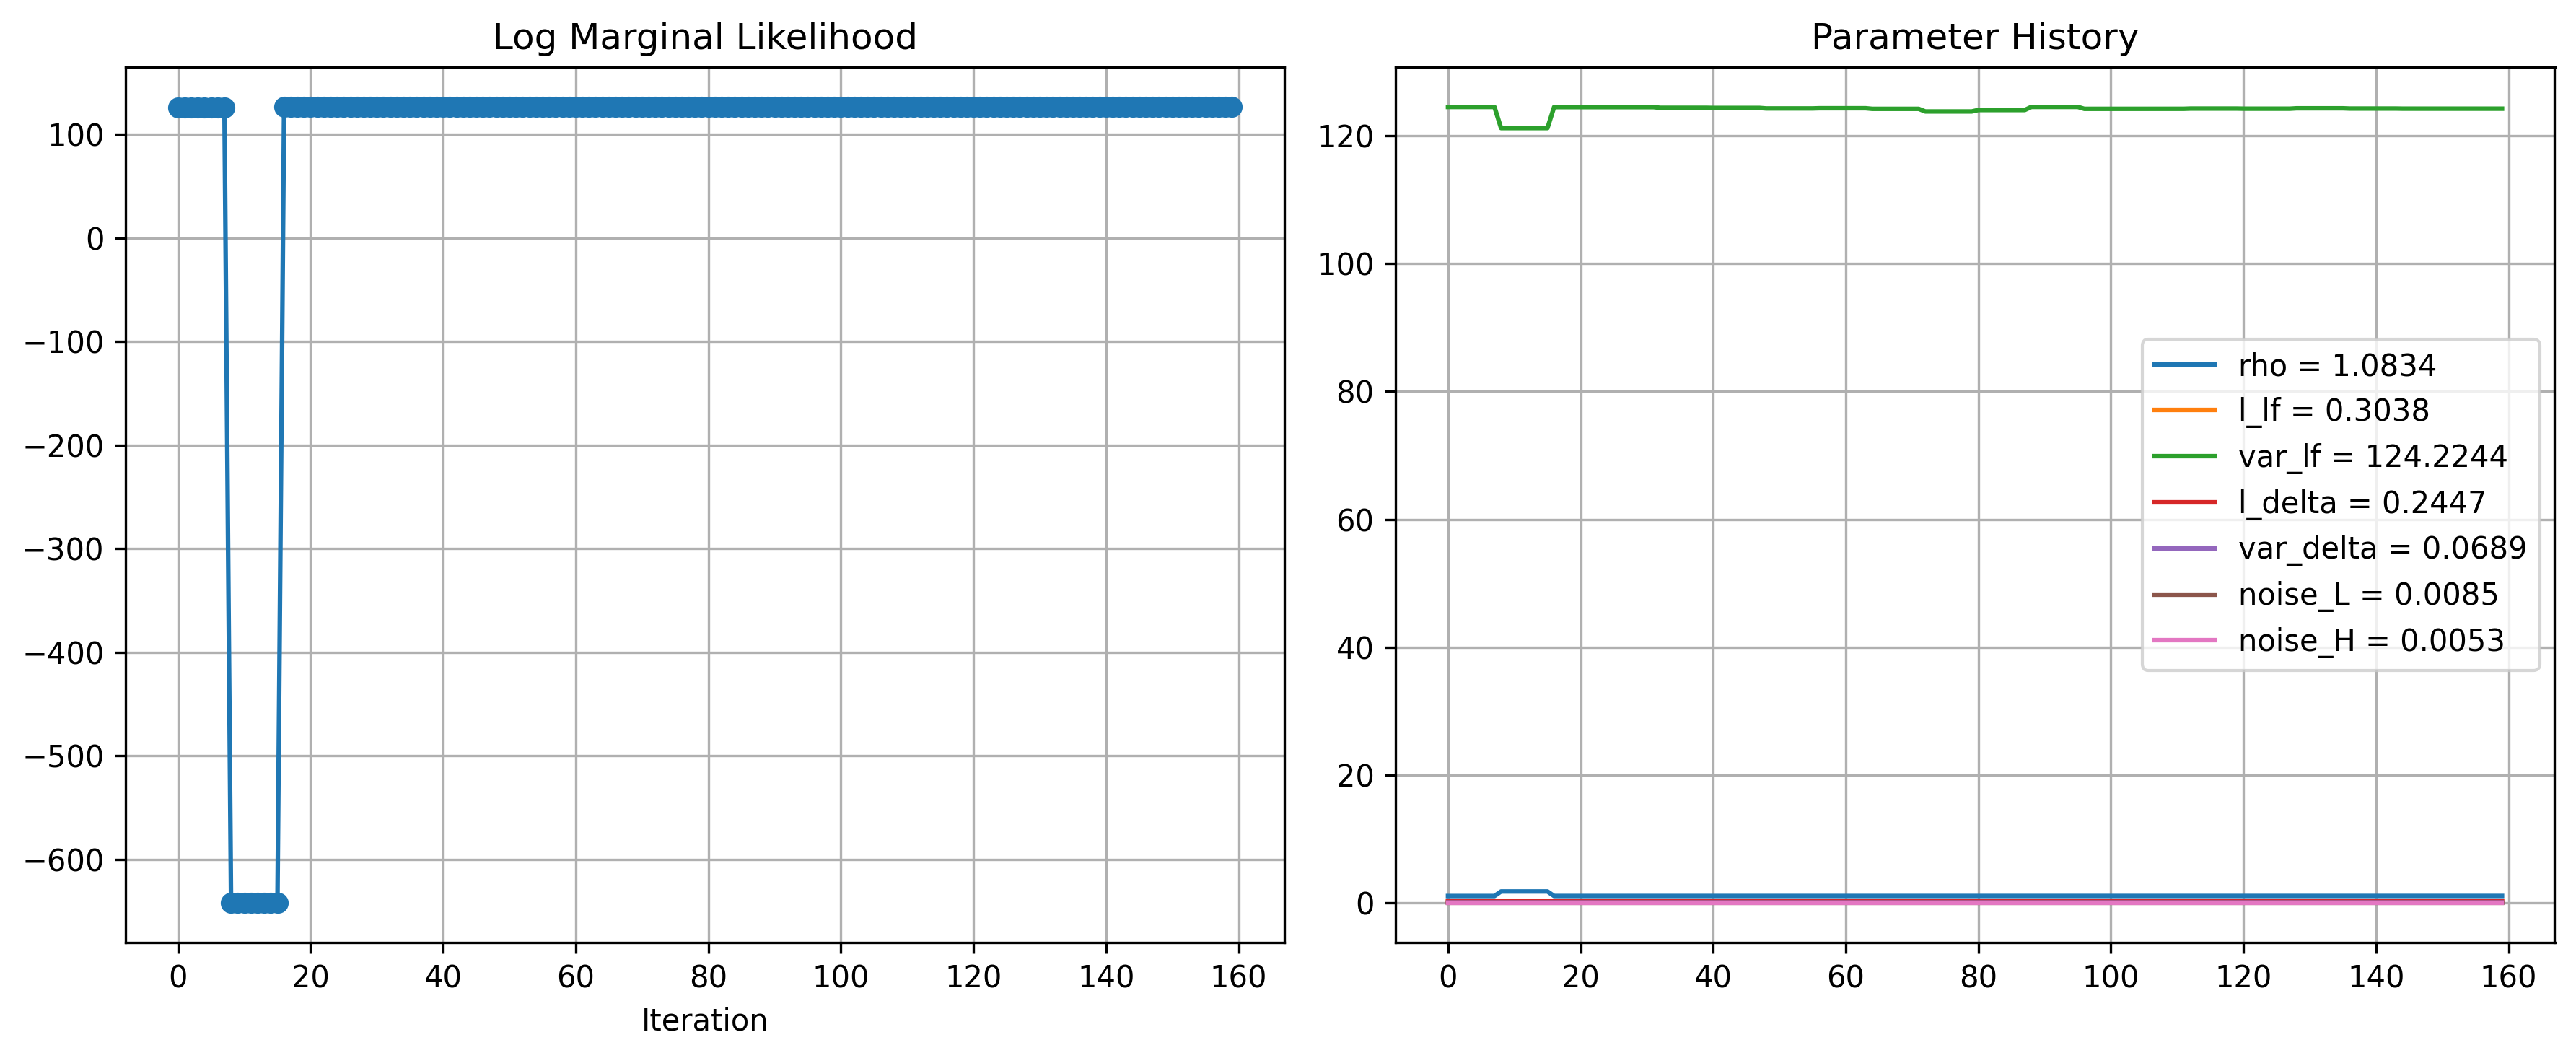 Log Marginal Likelihood
100
0
−100
−200
−300
−400
−500
−600
0 20 40 60 80 100 120 140 160
Iteration
Parameter History
120
100
80
60
40
20
0
0 20 40 60 80 100 120 140 160
rho = 1.0834
l_lf = 0.3038
var_lf = 124.2244
l_delta = 0.2447
var_delta = 0.0689
noise_L = 0.0085
noise_H = 0.0053